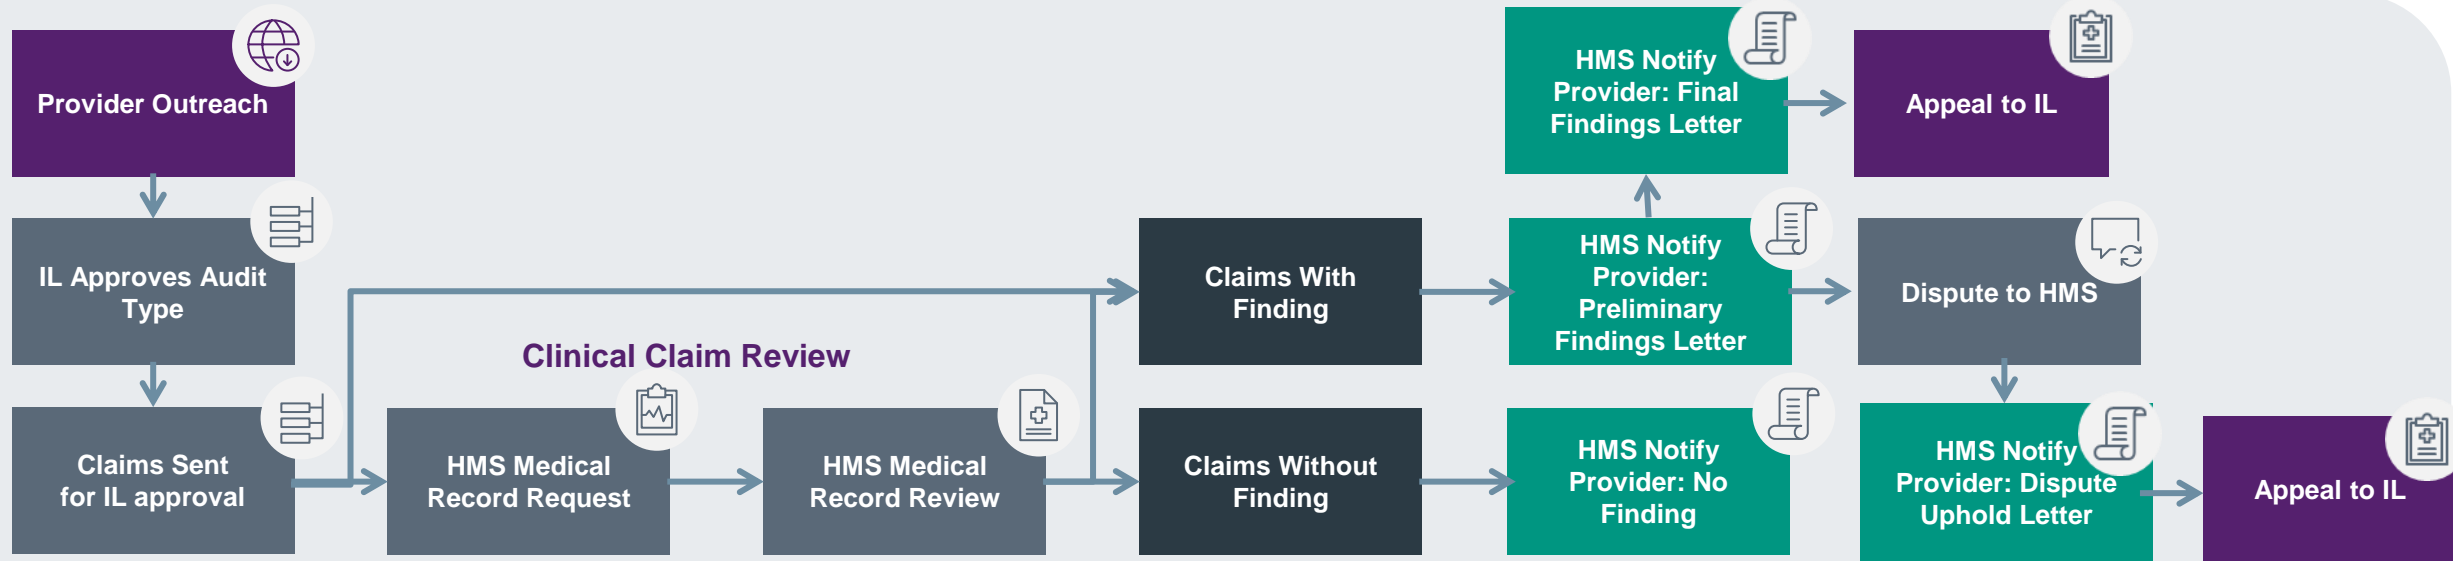 Provider Outreach
IL Approves Audit
Type
Claims Sent
for IL approval
Clinical Claim Review
HMS Medical
Record Request
HMS Medical
Record Review
Claims With
Finding
Claims Without
Finding
HMS Notify
Provider: Final
Findings Letter
Appeal to IL
HMS Notify
Provider:
Preliminary
Findings Letter
Dispute to HMS
HMS Notify
Provider: No
Finding
HMS Notify
Provider: Dispute
Uphold Letter
Appeal to IL